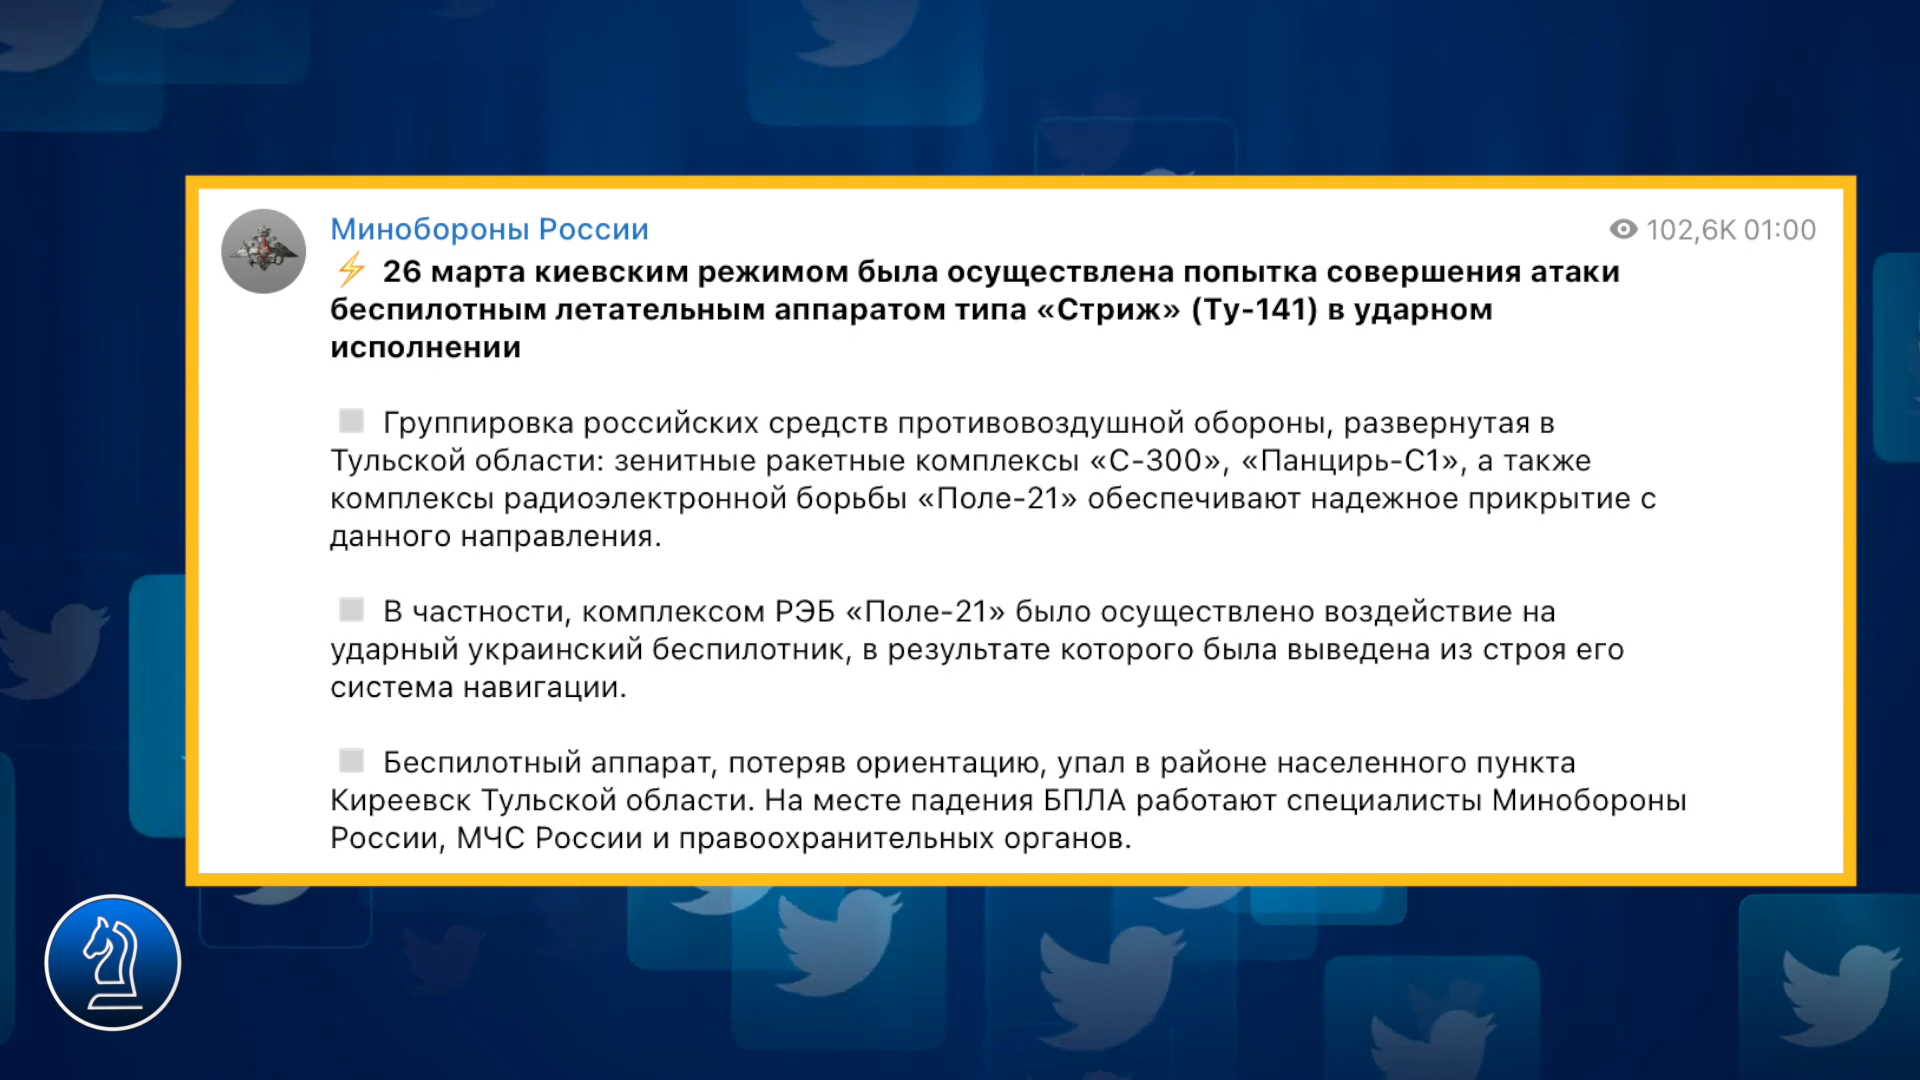 Минобороны России
102,6K 01:00
⚡ 26 марта киевским режимом была осуществлена попытка совершения атаки
беспилотным летательным аппаратом типа «Стриж» (Ту-141) в ударном
исполнении
◽ Группировка российских средств противовоздушной обороны, развернутая в
Тульской области: зенитные ракетные комплексы «С-300», «Панцирь-С1», а также
комплексы радиоэлектронной борьбы «Поле-21» обеспечивают надежное прикрытие с
данного направления.
◽ В частности, комплексом РЭБ «Поле-21» было осуществлено воздействие на
ударный украинский беспилотник, в результате которого была выведена из строя его
система навигации.
◽ Беспилотный аппарат, потеряв ориентацию, упал в районе населенного пункта
Киреевск Тульской области. На месте падения БПЛА работают специалисты Минобороны
России, МЧС России и правоохранительных органов.